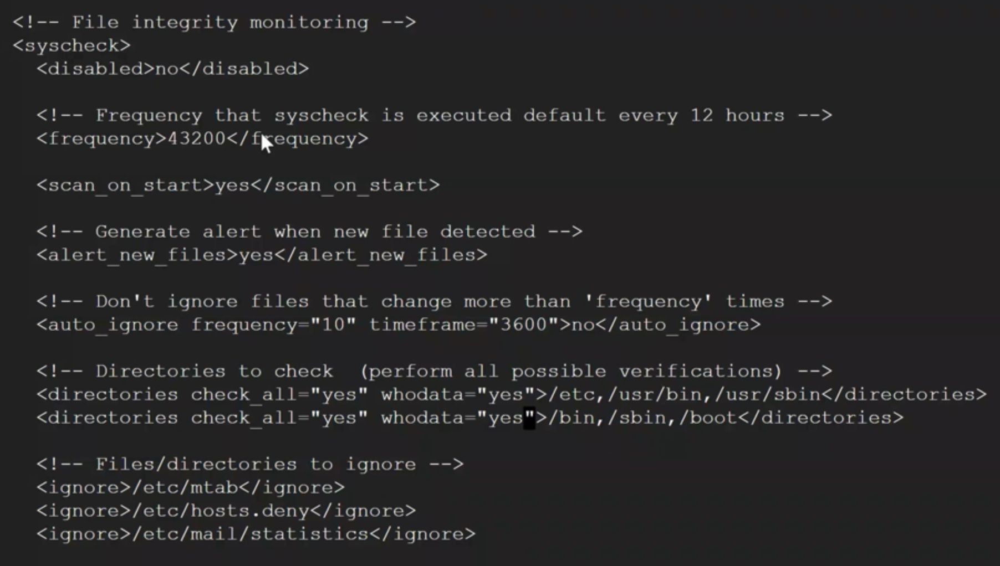 <!-- File integrity monitoring -->
<syscheck>
  <disabled>no</disabled>

  <!-- Frequency that syscheck is executed default every 12 hours -->
  <frequency>43200</frequency>

  <scan_on_start>yes</scan_on_start>

  <!-- Generate alert when new file detected -->
  <alert_new_files>yes</alert_new_files>

  <!-- Don't ignore files that change more than 'frequency' times -->
  <auto_ignore frequency="10" timeframe="3600">no</auto_ignore>

  <!-- Directories to check  (perform all possible verifications) -->
  <directories check_all="yes" whodata="yes">/etc,/usr/bin,/usr/sbin</directories>
  <directories check_all="yes" whodata="yes">/bin,/sbin,/boot</directories>

  <!-- Files/directories to ignore -->
  <ignore>/etc/mtab</ignore>
  <ignore>/etc/hosts.deny</ignore>
  <ignore>/etc/mail/statistics</ignore>